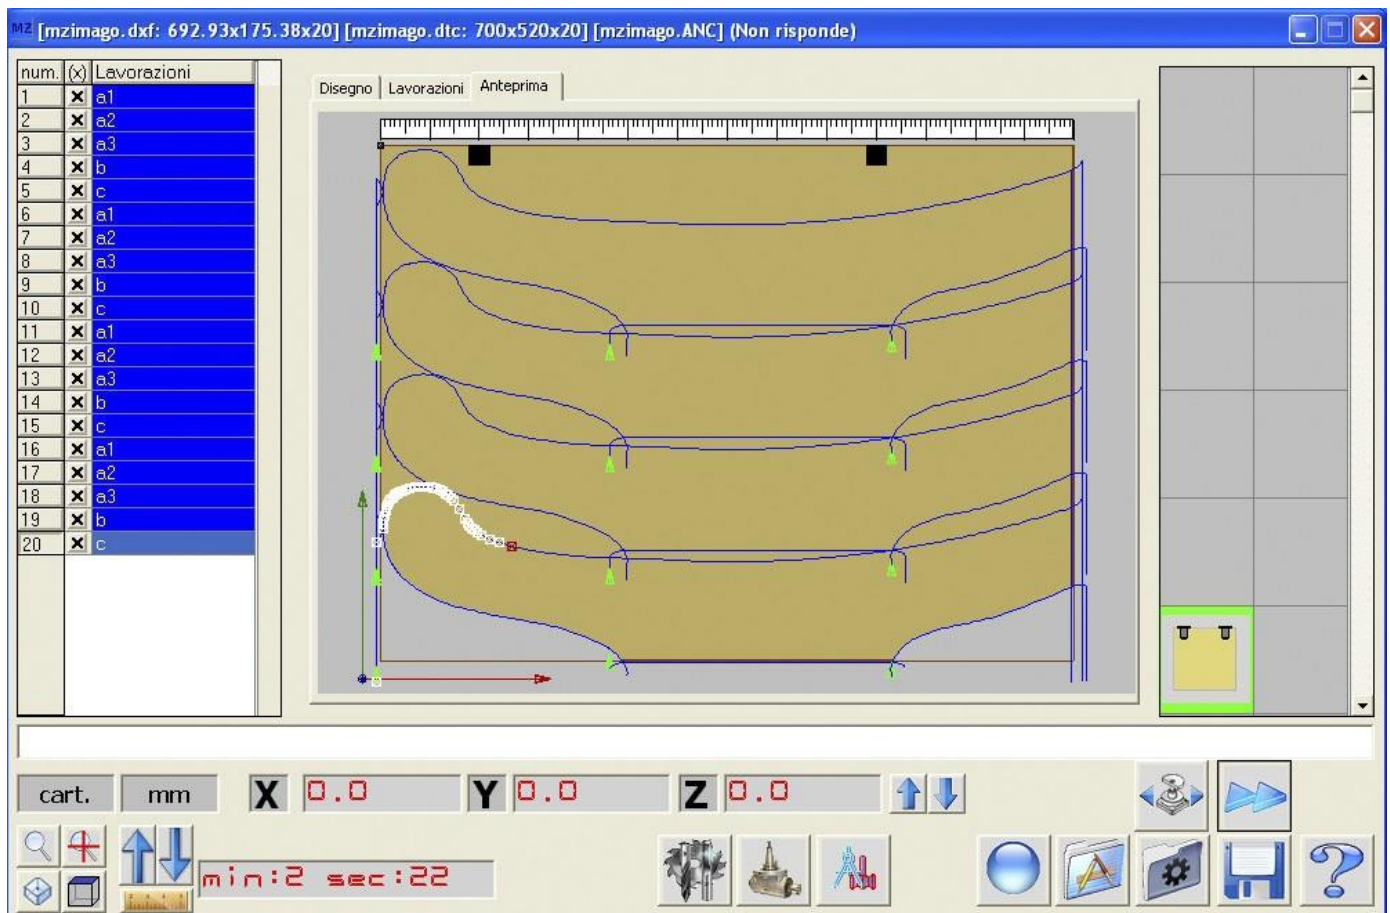 MZ [mzimago.dxf: 692.93x175.38x20] [mzimago.dtc: 700x520x20] [mzimago.ANC] (Non risponde)
num. (x) Lavorazioni
1 x a1
2 x a2
3 x a3
4 x b
5 x c
6 x a1
7 x a2
8 x a3
9 x b
10 x c
11 x a1
12 x a2
13 x a3
14 x b
15 x c
16 x a1
17 x a2
18 x a3
19 x b
20 x c
Disegno Lavorazioni Anteprima
cart. mm X 0.0 Y 0.0 Z 0.0
min:2 sec:22
?